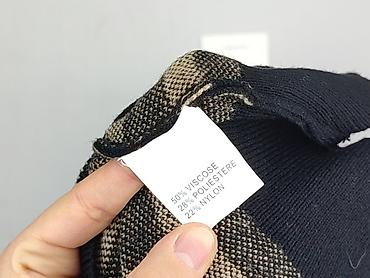 50% VISCOSE
28% POLIESTERE
22% NYLON